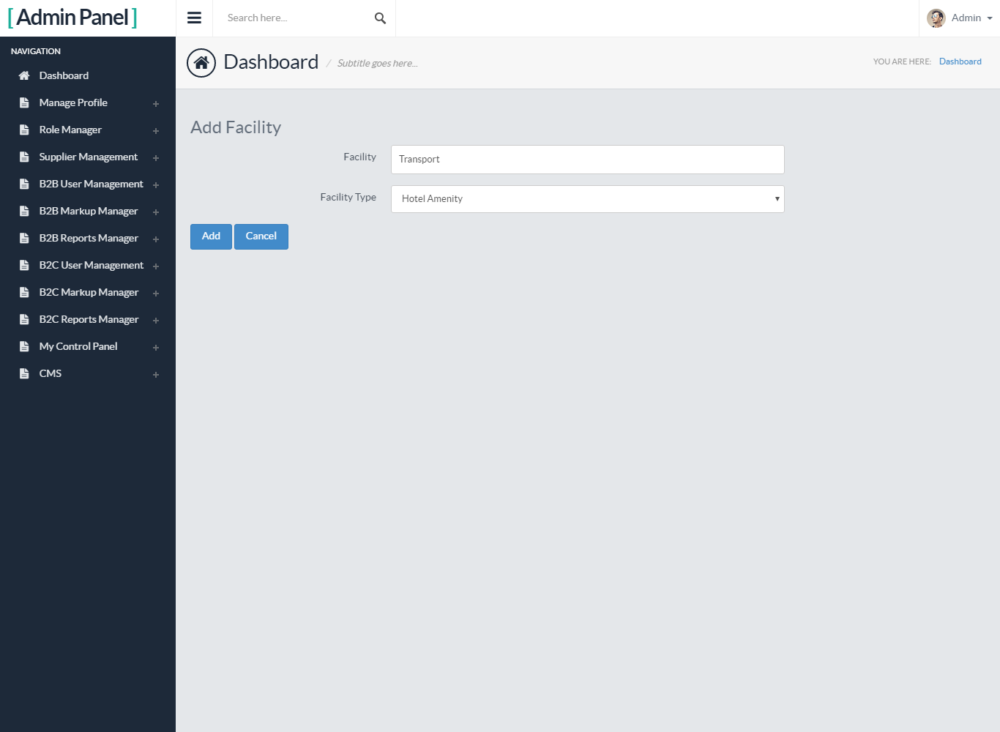 [ Admin Panel ]
Search here...
Admin
NAVIGATION
Dashboard
Manage Profile
Role Manager
Supplier Management
B2B User Management
B2B Markup Manager
B2B Reports Manager
B2C User Management
B2C Markup Manager
B2C Reports Manager
My Control Panel
CMS
Dashboard / Subtitle goes here...
YOU ARE HERE: Dashboard
Add Facility
Facility Transport
Facility Type Hotel Amenity
Add Cancel